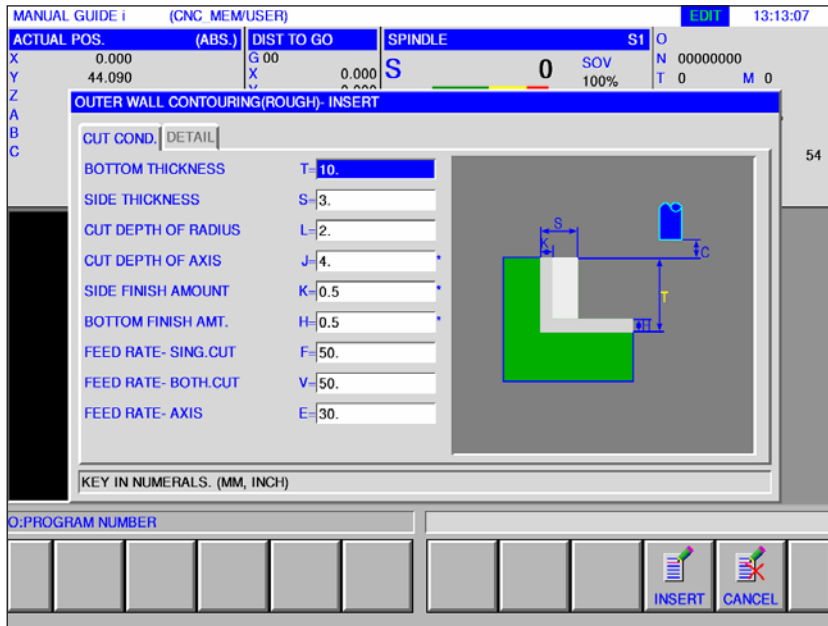 MANUAL GUIDE i (CNC_MEM/USER) EDIT 13:13:07
ACTUAL POS. (ABS.) DIST TO GO SPINDLE S1 O
X 0.000 G 00 S 0 SOV N 00000000
Y 44.090 X 0.000 100% T 0 M 0
Z
A
B
C 54
OUTER WALL CONTOURING(ROUGH)- INSERT
CUT COND. DETAIL
BOTTOM THICKNESS T= 10.
SIDE THICKNESS S= 3.
CUT DEPTH OF RADIUS L= 2.
CUT DEPTH OF AXIS J= 4. *
SIDE FINISH AMOUNT K= 0.5 *
BOTTOM FINISH AMT. H= 0.5 *
FEED RATE- SING.CUT F= 50.
FEED RATE- BOTH.CUT V= 50.
FEED RATE- AXIS E= 30.
S
K
C
T
H
KEY IN NUMERALS. (MM, INCH)
O:PROGRAM NUMBER
INSERT CANCEL